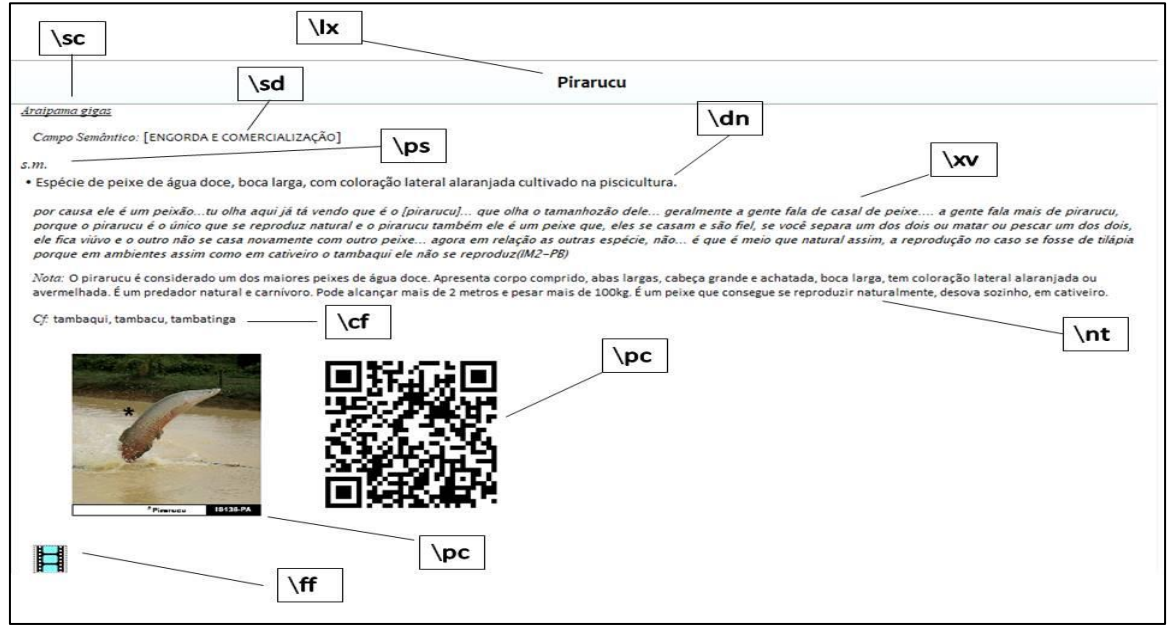 \sc
\lx
Pirarucu
\sd
Araipama gigas
\dn
Campo Semântico: [ENGORDA E COMERCIALIZAÇÃO]
\ps
\xv
s.m.
• Espécie de peixe de água doce, boca larga, com coloração lateral alaranjada cultivado na piscicultura.
por causa ele é um peixão...tu olha aqui já tá vendo que é o [pirarucu]... que olha o tamanhozão dele... geralmente a gente fala de casal de peixe.... a gente fala mais de pirarucu,
porque o pirarucu é o único que se reproduz natural e o pirarucu também ele é um peixe que, eles se casam e são fiel, se você separa um dos dois ou matar ou pescar um dos dois,
ele fica viúvo e o outro não se casa novamente com outro peixe... agora em relação as outras espécie, não... é que é meio que natural assim, a reprodução no caso se fosse de tilápia
porque em ambientes assim como em cativeiro o tambaqui ele não se reproduz(IM2-PB)
Nota: O pirarucu é considerado um dos maiores peixes de água doce. Apresenta corpo comprido, abas largas, cabeça grande e achatada, boca larga, tem coloração lateral alaranjada ou
avermelhada. É um predador natural e carnívoro. Pode alcançar mais de 2 metros e pesar mais de 100kg. É um peixe que consegue se reproduzir naturalmente, desova sozinho, em cativeiro.
Cf: tambaqui, tambacu, tambatinga
\cf
\nt
\pc
*
*Pirarucu IB138-PA
\pc
\ff